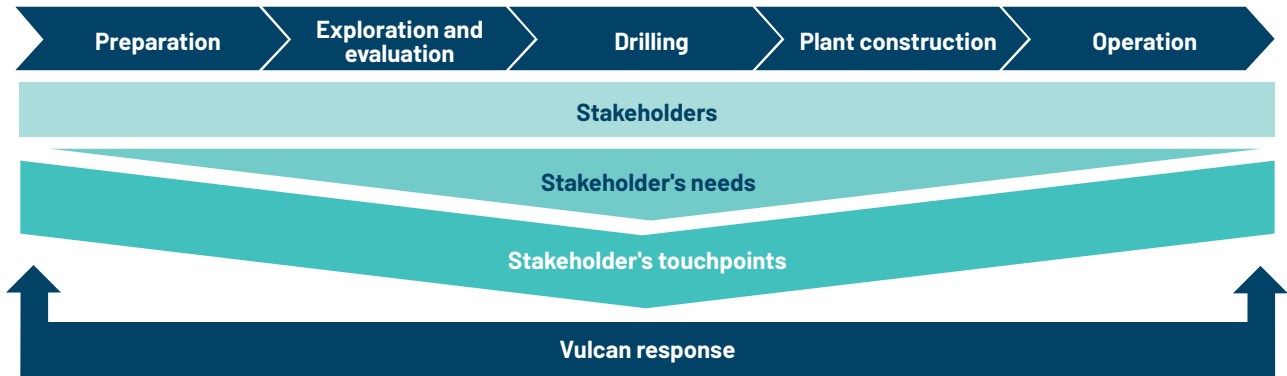 Preparation
Exploration and
evaluation
Drilling
Plant construction
Operation
Stakeholders
Stakeholder's needs
Stakeholder's touchpoints
Vulcan response